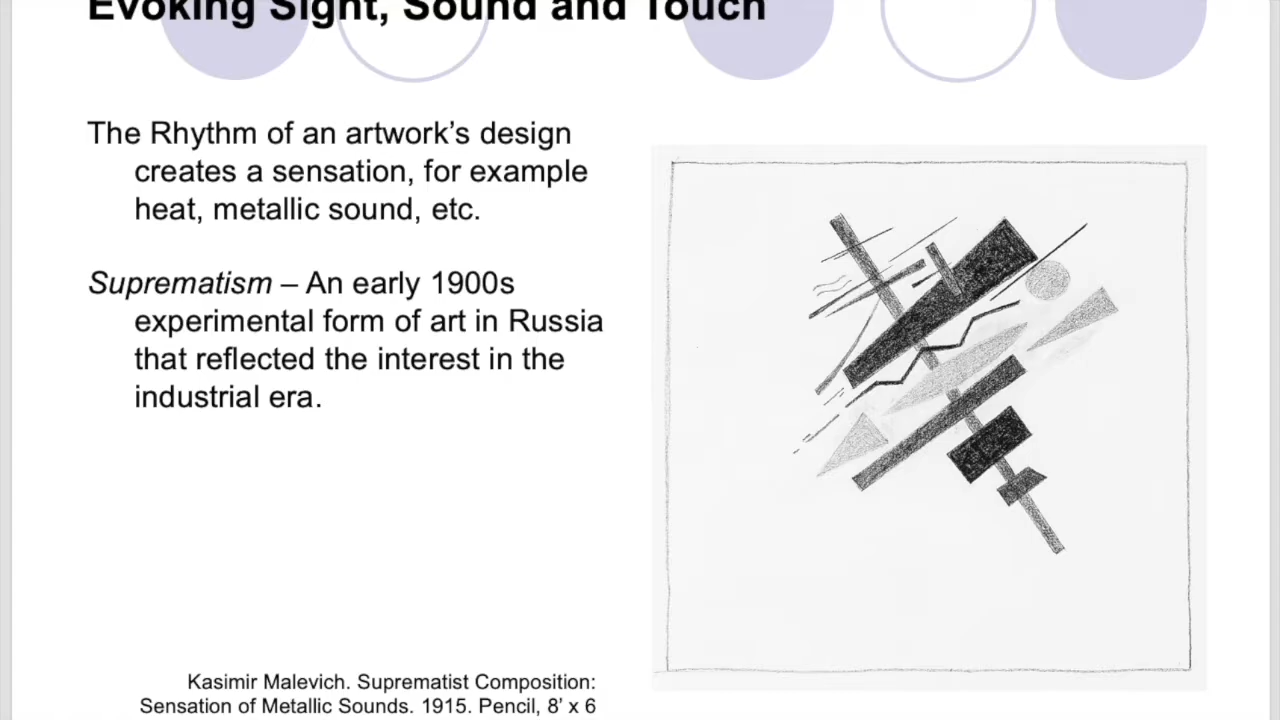 Evoking Sight, Sound and Touch
The Rhythm of an artwork's design
creates a sensation, for example
heat, metallic sound, etc.
Suprematism – An early 1900s
experimental form of art in Russia
that reflected the interest in the
industrial era.
Kasimir Malevich. Suprematist Composition:
Sensation of Metallic Sounds. 1915. Pencil, 8' x 6